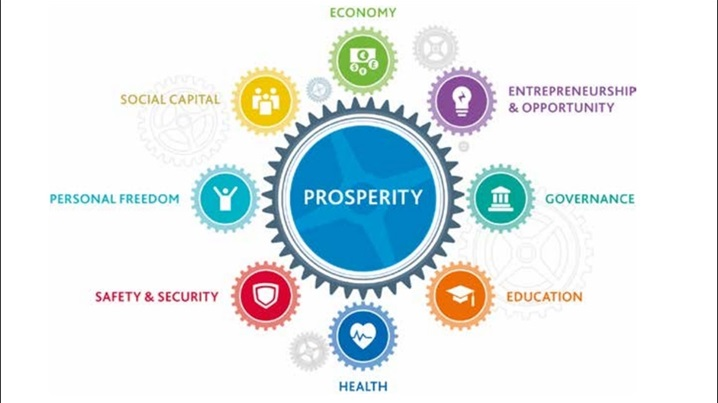 ECONOMY
ENTREPRENEURSHIP
& OPPORTUNITY
SOCIAL CAPITAL
PERSONAL FREEDOM
PROSPERITY
GOVERNANCE
SAFETY & SECURITY
EDUCATION
HEALTH